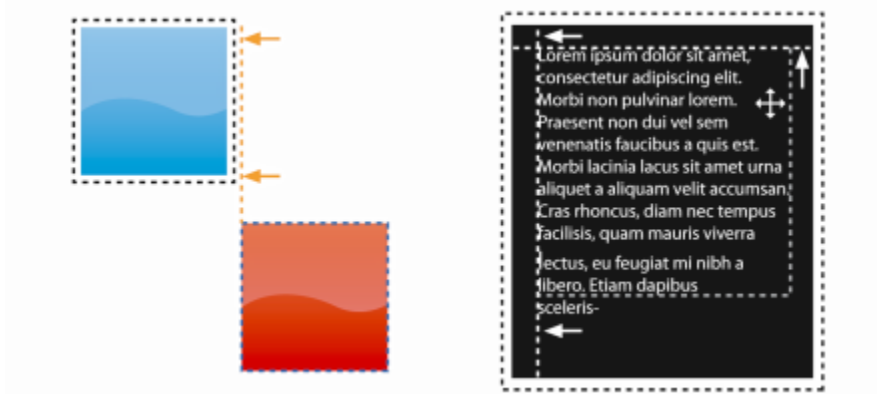 Lorem ipsum dolor sit amet,
consectetur adipiscing elit.
Morbi non pulvinar lorem.
Praesent non dui vel sem
venenatis faucibus a quis est.
Morbi lacinia lacus sit amet urna
aliquet a aliquam velit accumsan.
Cras rhoncus, diam nec tempus
facilisis, quam mauris viverra
lectus, eu feugiat mi nibh a
libero. Etiam dapibus
sceleris-